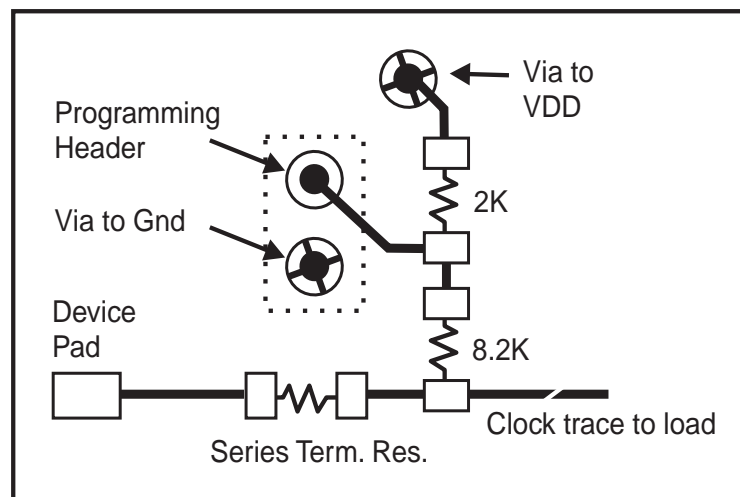 Via to
VDD
Programming
Header
2K
Via to Gnd
Device
Pad
8.2K
Clock trace to load
Series Term. Res.